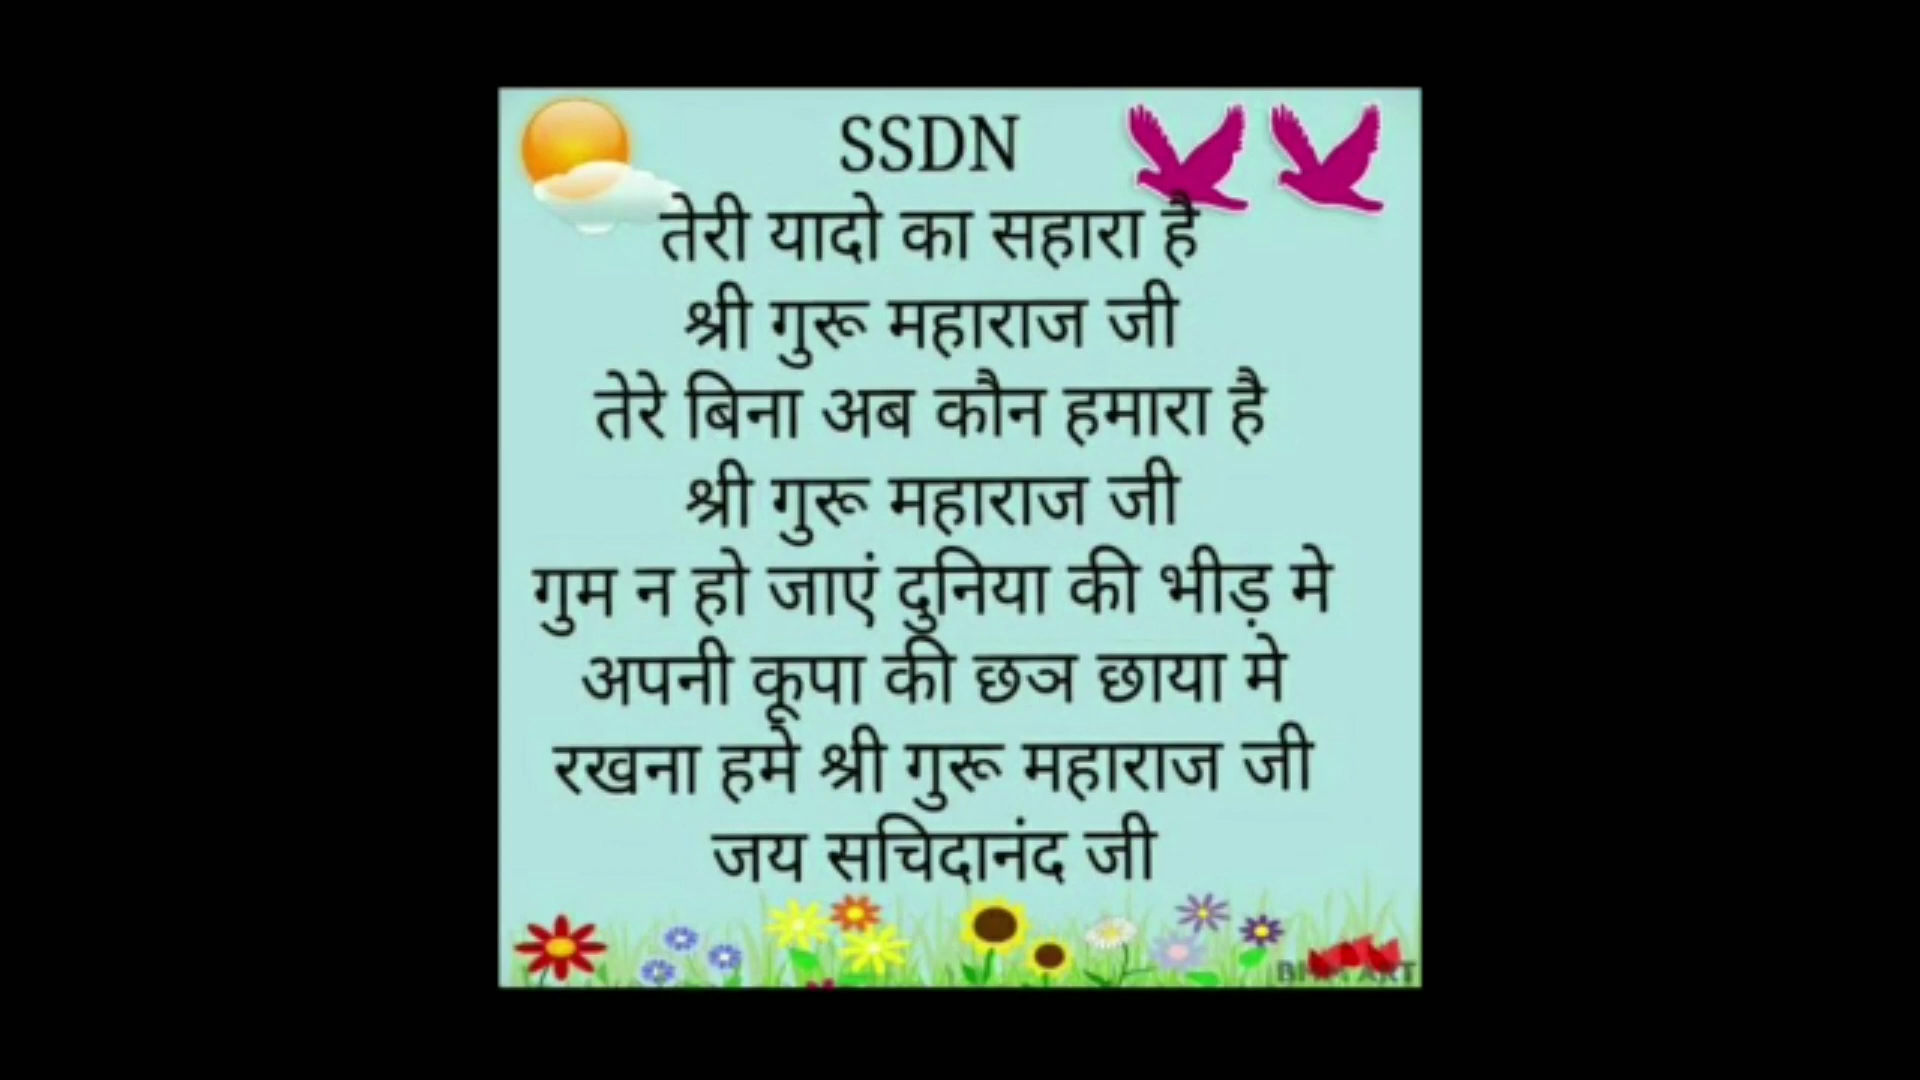 SSDN
तेरी यादो का सहारा है
श्री गुरू महाराज जी
तेरे बिना अब कौन हमारा है
श्री गुरू महाराज जी
गुम न हो जाएं दुनिया की भीड़ मे
अपनी कूपा की छञ छाया मे
रखना हमे श्री गुरू महाराज जी
जय सचिदानंद जी